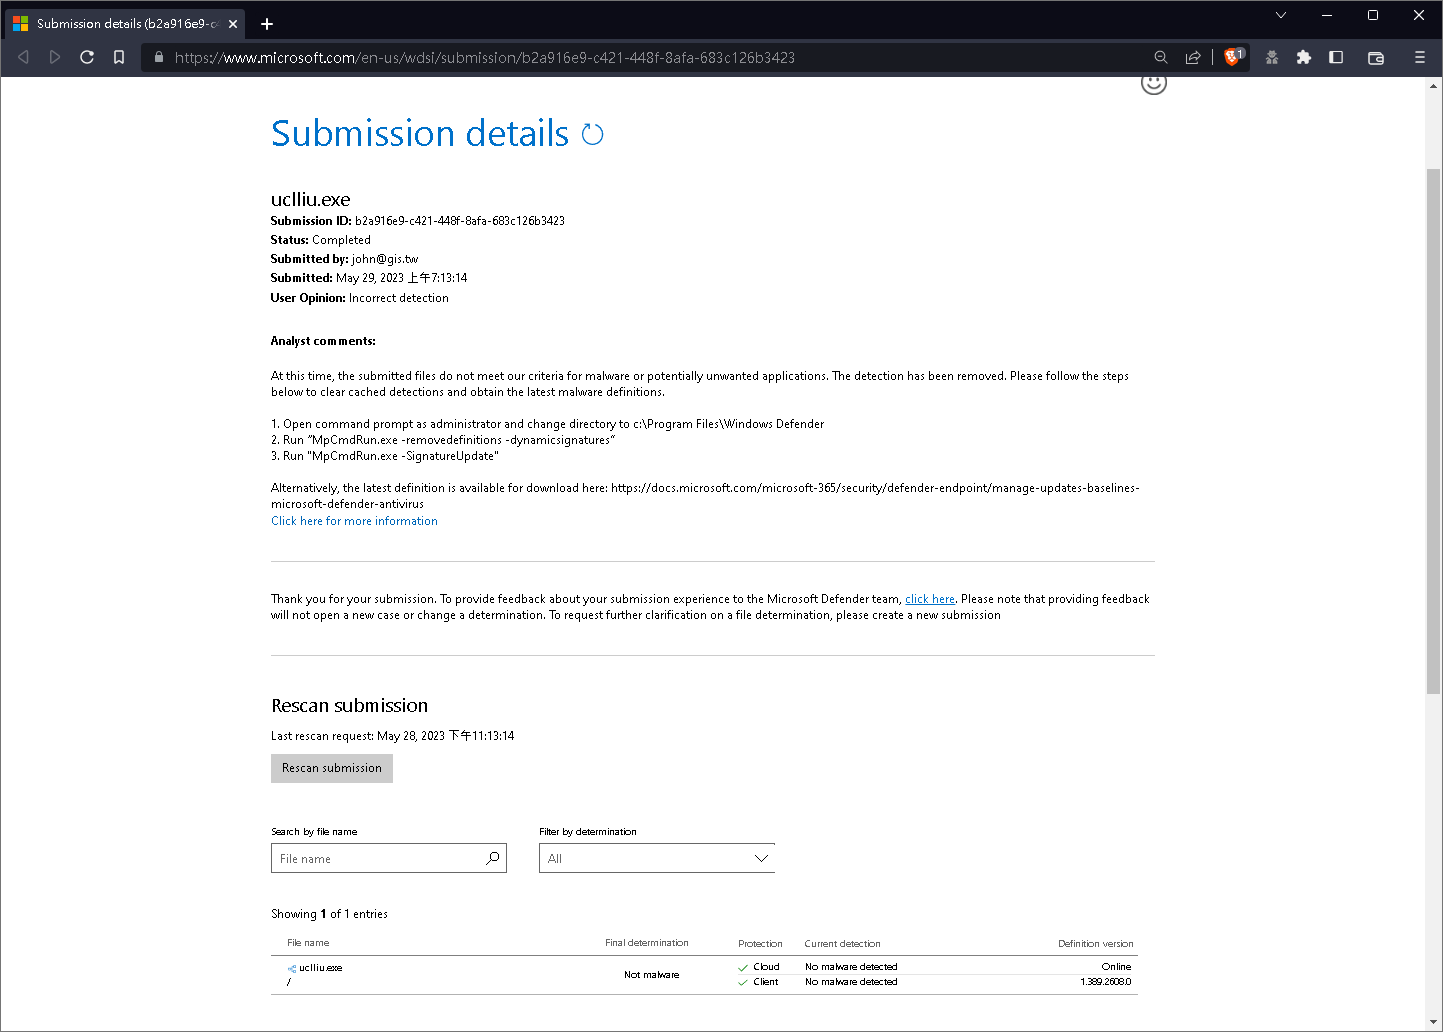 Submission details (b2a916e9-c4
https://www.microsoft.com/en-us/wdsi/submission/b2a916e9-c421-448f-8afa-683c126b3423
1
Submission details
uclliu.exe
Submission ID: b2a916e9-c421-448f-8afa-683c126b3423
Status: Completed
Submitted by: john@gis.tw
Submitted: May 29, 2023 上午7:13:14
User Opinion: Incorrect detection
Analyst comments:
At this time, the submitted files do not meet our criteria for malware or potentially unwanted applications. The detection has been removed. Please follow the steps
below to clear cached detections and obtain the latest malware definitions.
1. Open command prompt as administrator and change directory to c:\Program Files\Windows Defender
2. Run “MpCmdRun.exe -removedefinitions -dynamicsignatures”
3. Run "MpCmdRun.exe -SignatureUpdate"
Alternatively, the latest definition is available for download here: https://docs.microsoft.com/microsoft-365/security/defender-endpoint/manage-updates-baselines-
microsoft-defender-antivirus
Click here for more information
Thank you for your submission. To provide feedback about your submission experience to the Microsoft Defender team, click here. Please note that providing feedback
will not open a new case or change a determination. To request further clarification on a file determination, please create a new submission
Rescan submission
Last rescan request: May 28, 2023 下午11:13:14
Rescan submission
Search by file name
Filter by determination
File name
All
Showing 1 of 1 entries
File name Final determination Protection Current detection Definition version
uclliu.exe Cloud No malware detected Online
Not malware
/ Client No malware detected 1.389.2608.0